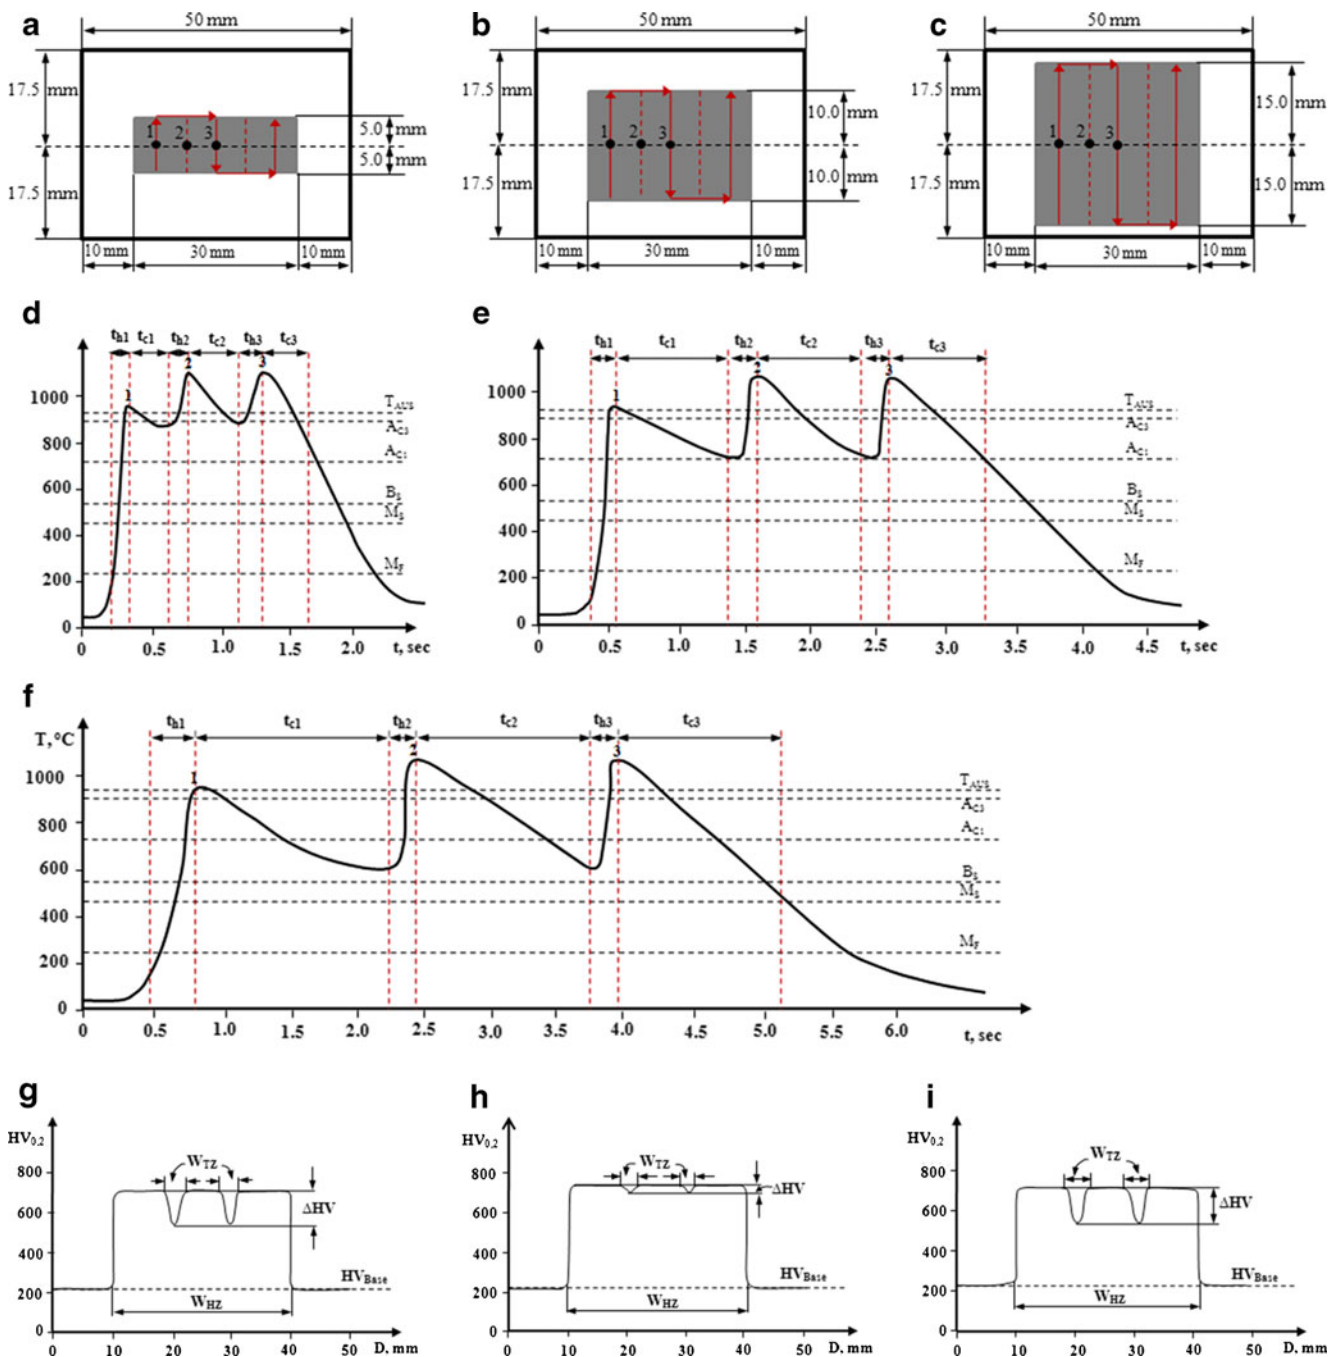 a
50 mm
17.5 mm
17.5 mm
1 2 3
5.0 mm
5.0 mm
10 mm 30 mm 10 mm
b
50 mm
17.5 mm
17.5 mm
1 2 3
10.0 mm
10.0 mm
10 mm 30 mm 10 mm
c
50 mm
17.5 mm
17.5 mm
1 2 3
15.0 mm
15.0 mm
10 mm 30 mm 10 mm
d
th1 tc1 th2 tc2 th3 tc3
1 2 3
1000
800
600
400
200
0
TAUS
AC3
AC1
BS
MS
MF
0 0.5 1.0 1.5 2.0
t, sec
e
th1 tc1 th2 tc2 th3 tc3
1 2 3
1000
800
600
400
200
0
TAUS
AC3
AC1
BS
MS
MF
0 0.5 1.0 1.5 2.0 2.5 3.0 3.5 4.0 4.5
t, sec
f
th1 tc1 th2 tc2 th3 tc3
T, °C
1 2 3
1000
800
600
400
200
0
TAUS
AC3
AC1
BS
MS
MF
0 0.5 1.0 1.5 2.0 2.5 3.0 3.5 4.0 4.5 5.0 5.5 6.0
t, sec
g
HV0.2
800
600
400
200
0
WTZ
ΔHV
HVBase
WHZ
0 10 20 30 40 50 D, mm
h
HV0.2
800
600
400
200
0
WTZ
ΔHV
HVBase
WHZ
0 10 20 30 40 50 D, mm
i
HV0.2
800
600
400
200
0
WTZ
ΔHV
HVBase
WHZ
0 10 20 30 40 50 D, mm